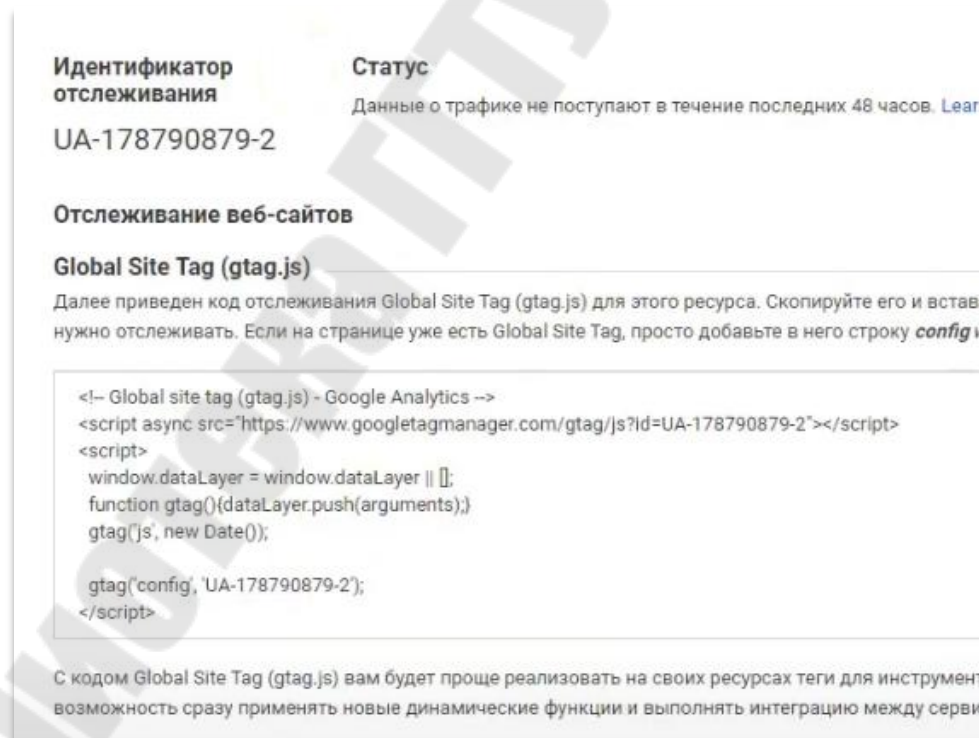 Идентификатор
отслеживания
UA-178790879-2
Статус
Данные о трафике не поступают в течение последних 48 часов. Lear
Отслеживание веб-сайтов
Global Site Tag (gtag.js)
Далее приведен код отслеживания Global Site Tag (gtag.js) для этого ресурса. Скопируйте его и встав
нужно отслеживать. Если на странице уже есть Global Site Tag, просто добавьте в него строку config
<!-- Global site tag (gtag.js) - Google Analytics -->
<script async src="https://www.googletagmanager.com/gtag/js?id=UA-178790879-2"></script>
<script>
window.dataLayer = window.dataLayer || [];
function gtag(){dataLayer.push(arguments);}
gtag('js', new Date());
gtag('config', 'UA-178790879-2');
</script>
С кодом Global Site Tag (gtag.js) вам будет проще реализовать на своих ресурсах теги для инструмент
возможность сразу применять новые динамические функции и выполнять интеграцию между серви